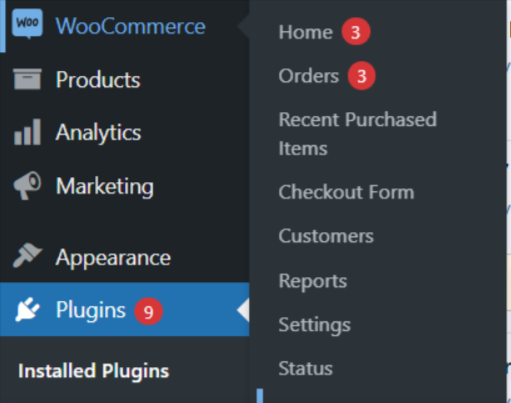 Woo WooCommerce
Products
Analytics
Marketing
Appearance
Plugins 9
Installed Plugins
Home 3
Orders 3
Recent Purchased
Items
Checkout Form
Customers
Reports
Settings
Status